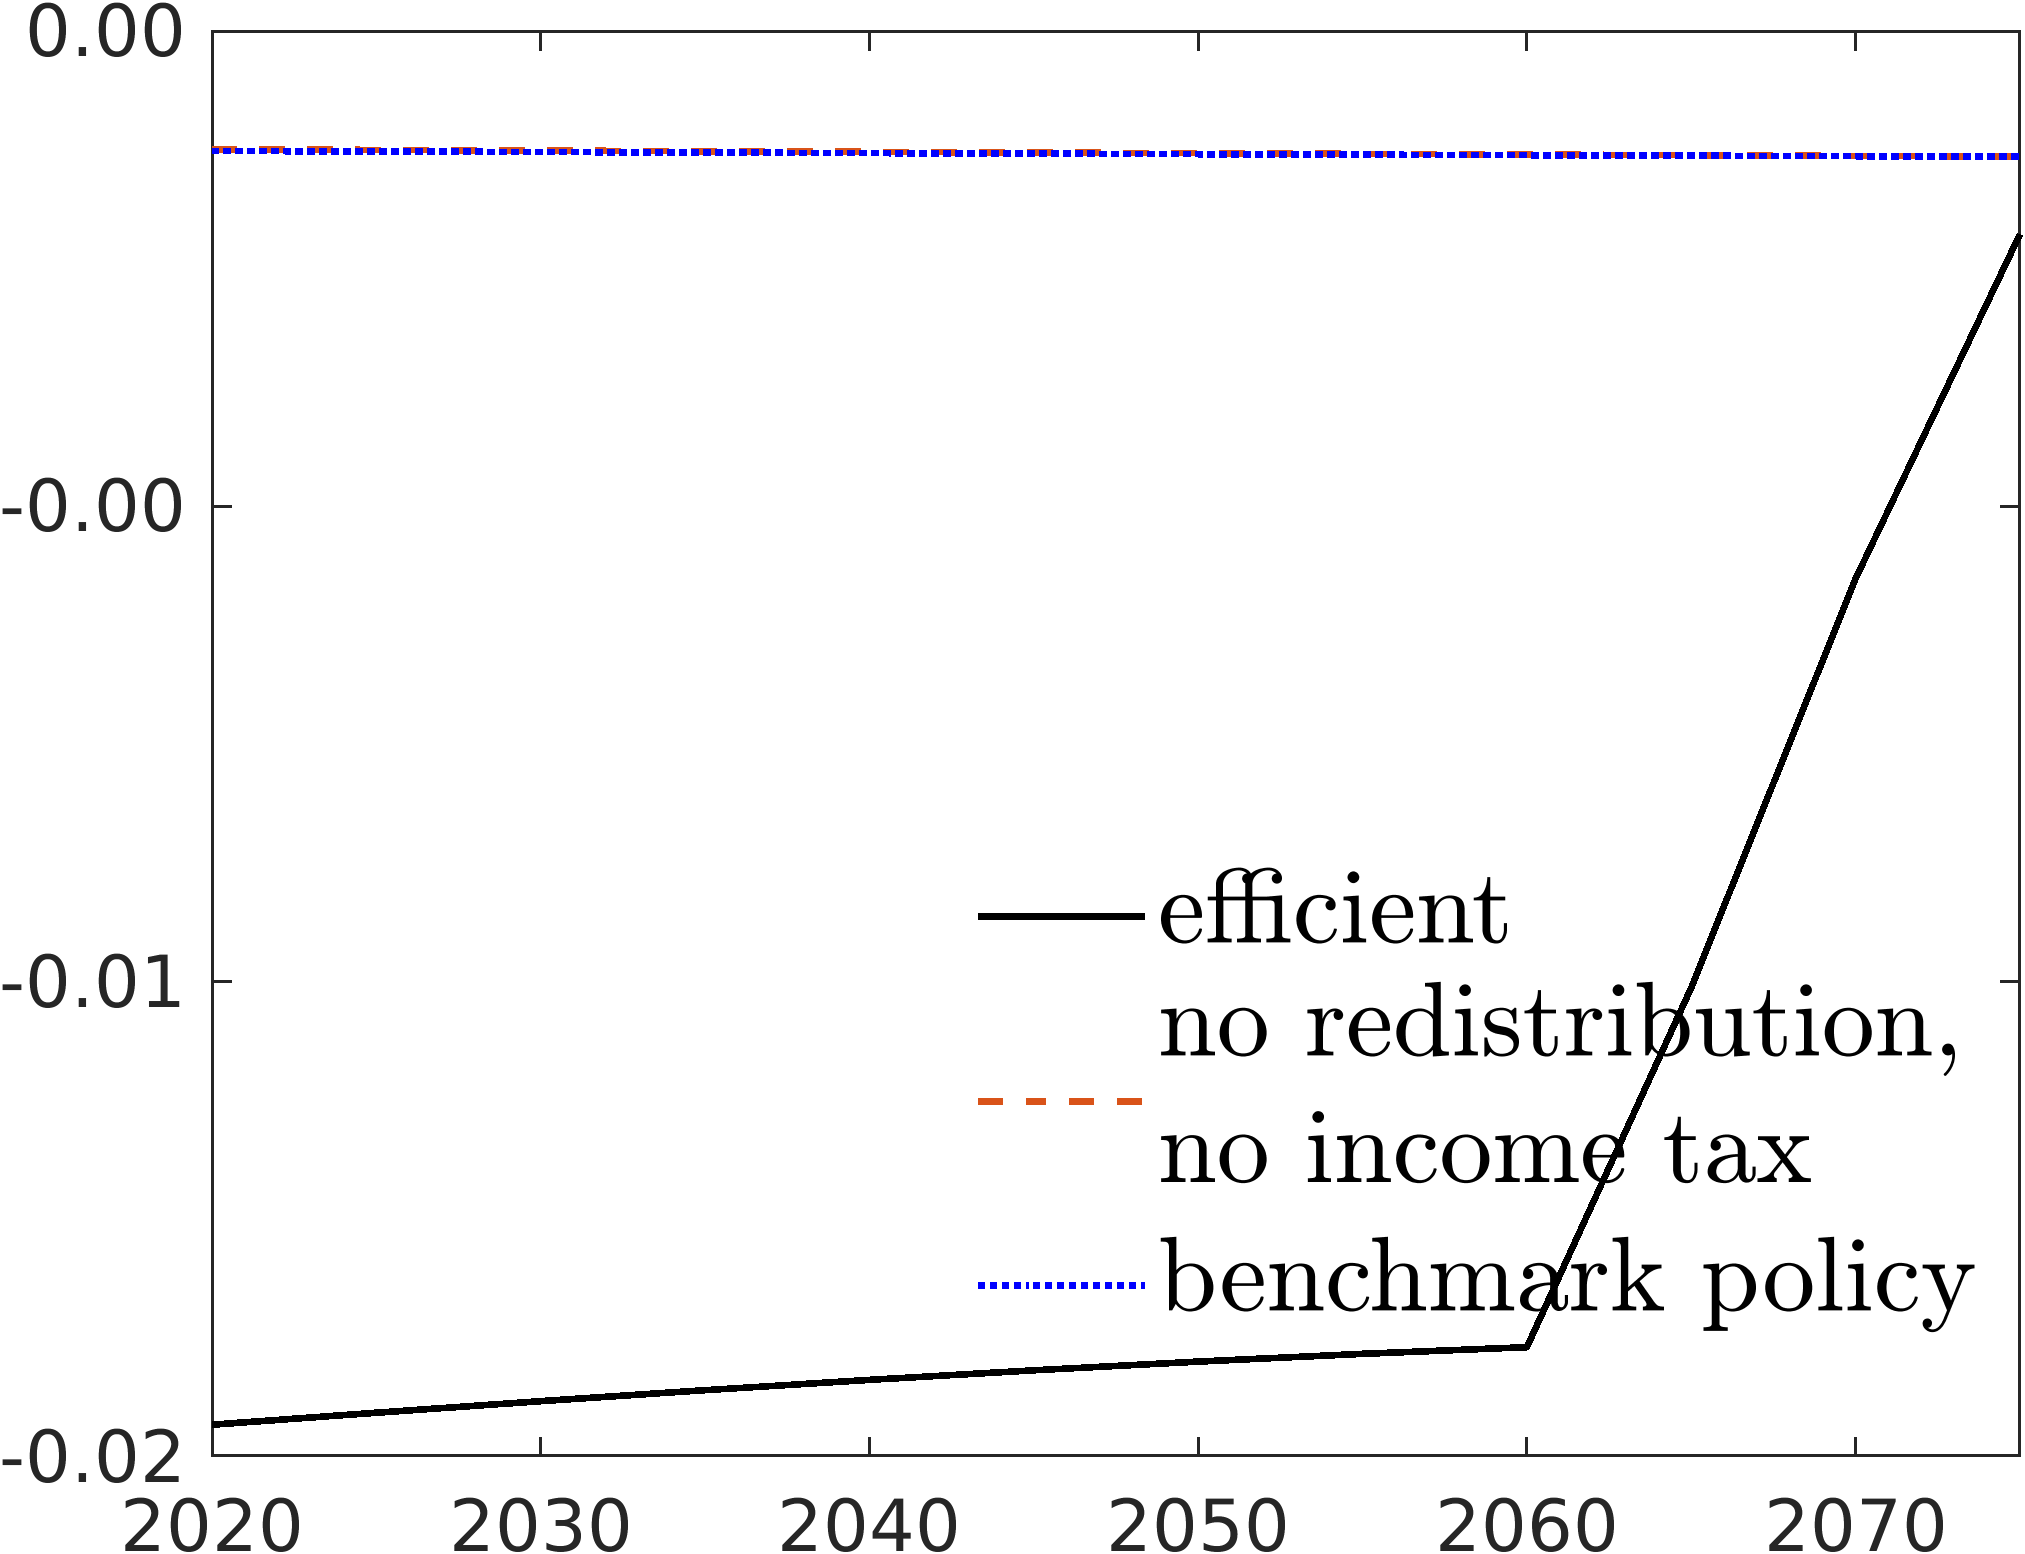 0.00
-0.00
-0.01
-0.02
2020 2030 2040 2050 2060 2070
efficient
no redistribution,
no income tax
benchmark policy